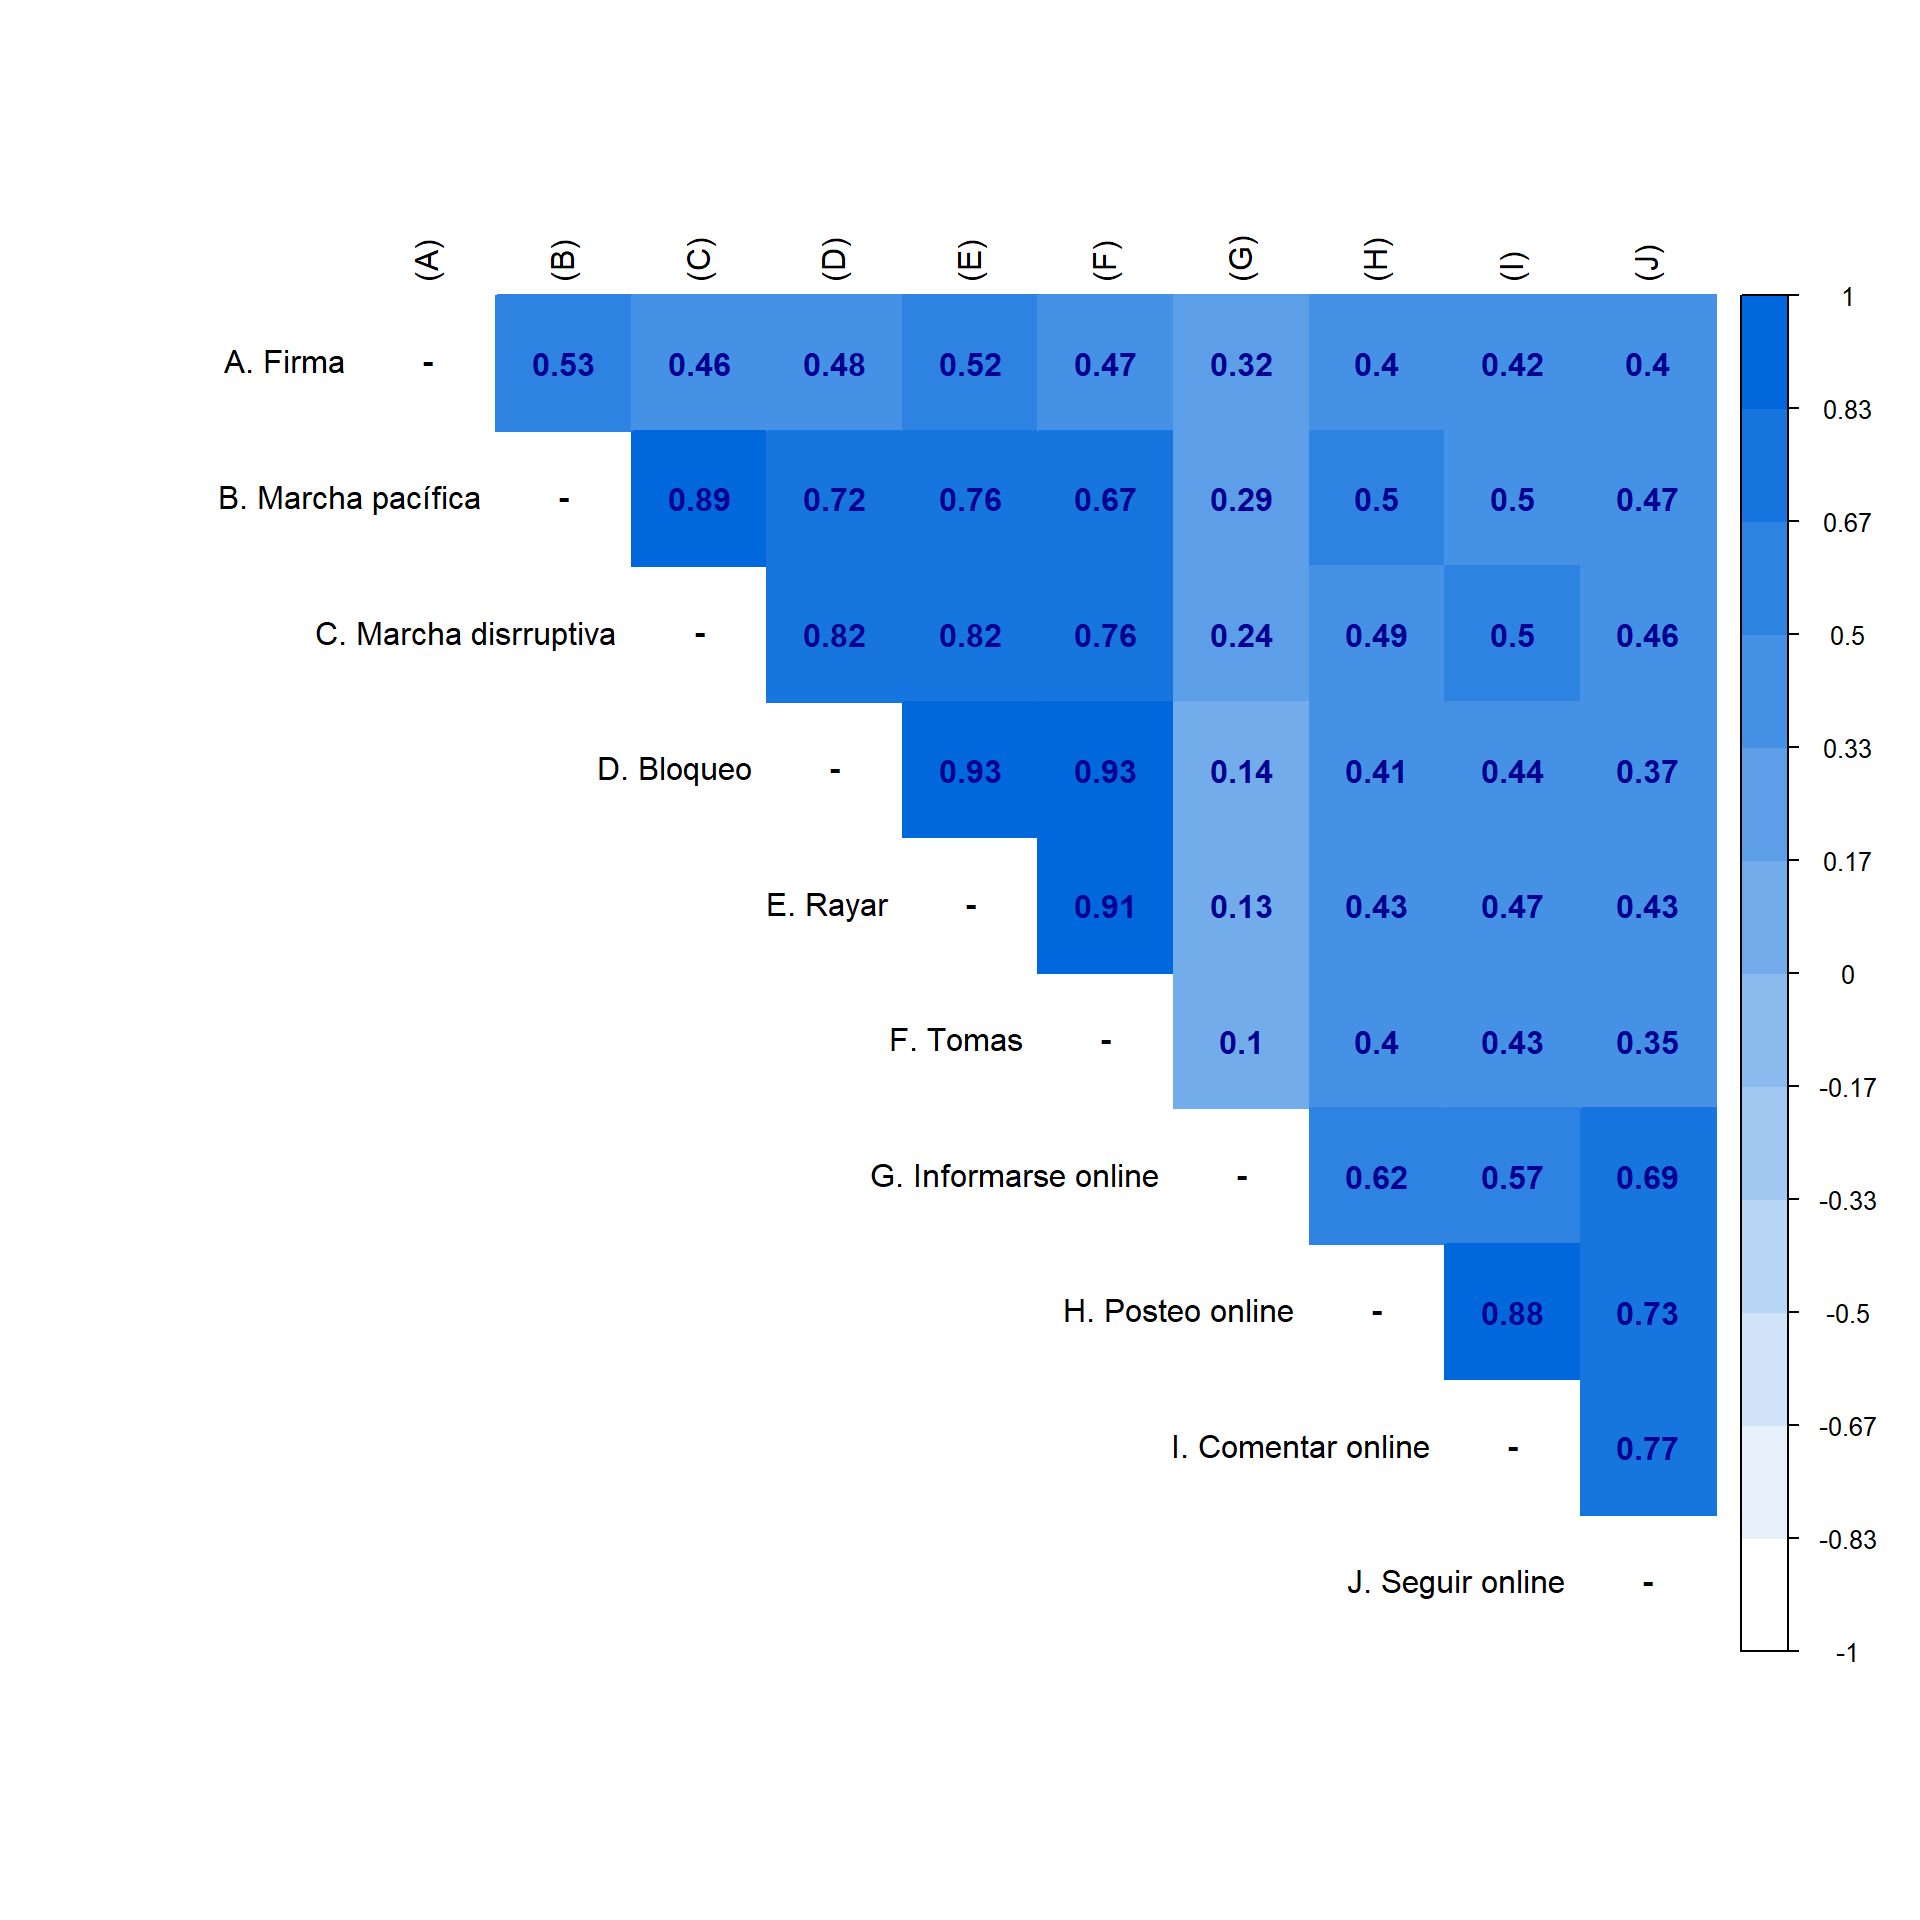 (A) (B) (C) (D) (E) (F) (G) (H) (I) (J)
A. Firma - 0.53 0.46 0.48 0.52 0.47 0.32 0.4 0.42 0.4
B. Marcha pacífica - 0.89 0.72 0.76 0.67 0.29 0.5 0.5 0.47
C. Marcha disrruptiva - 0.82 0.82 0.76 0.24 0.49 0.5 0.46
D. Bloqueo - 0.93 0.93 0.14 0.41 0.44 0.37
E. Rayar - 0.91 0.13 0.43 0.47 0.43
F. Tomas - 0.1 0.4 0.43 0.35
G. Informarse online - 0.62 0.57 0.69
H. Posteo online - 0.88 0.73
I. Comentar online - 0.77
J. Seguir online -
1
0.83
0.67
0.5
0.33
0.17
0
-0.17
-0.33
-0.5
-0.67
-0.83
-1